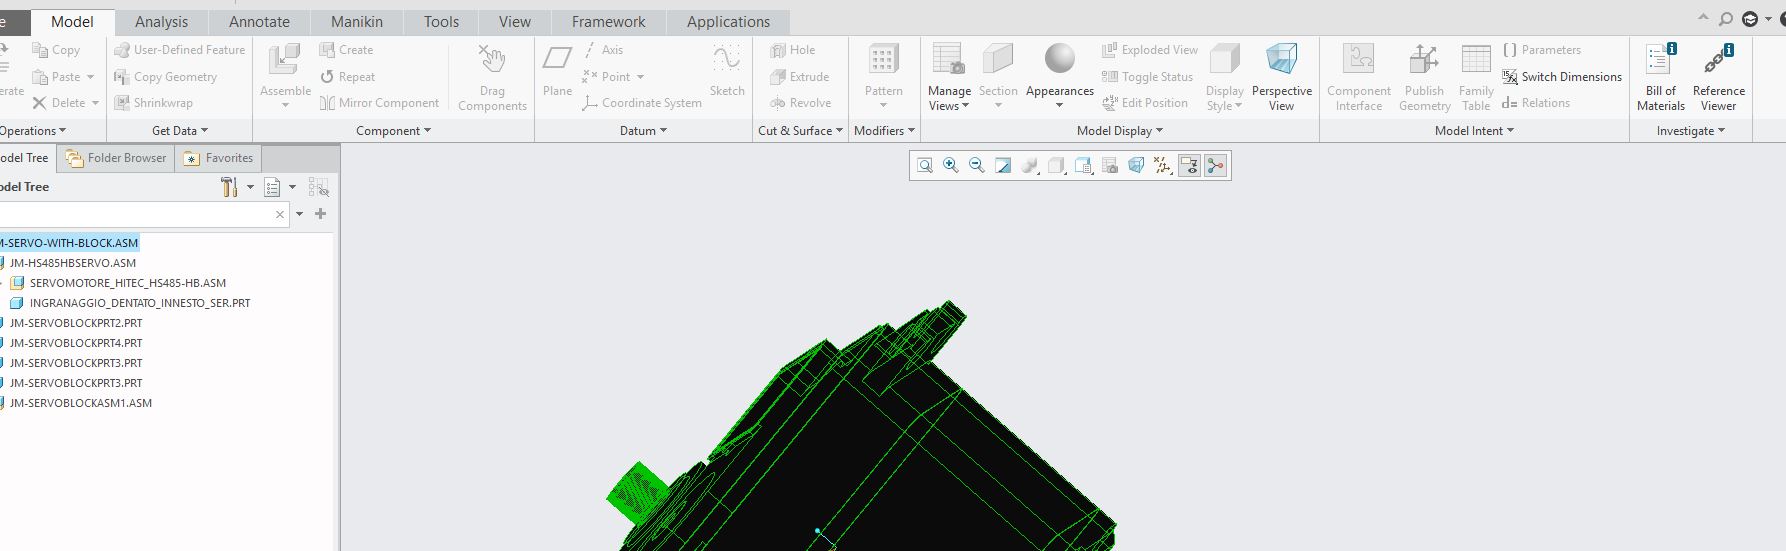 e Model Analysis Annotate Manikin Tools View Framework Applications
Copy User-Defined Feature Create Axis Hole Exploded View Parameters
Paste Copy Geometry Repeat Point Extrude Toggle Status Switch Dimensions
erate Delete Shrinkwrap Assemble Mirror Component Drag Components Plane Coordinate System Sketch Revolve Pattern Manage Views Section Appearances Edit Position Display Style Perspective View Component Interface Publish Geometry Family Table Relations Bill of Materials Reference Viewer
Operations Get Data Component Datum Cut & Surface Modifiers Model Display Model Intent Investigate
odel Tree Folder Browser Favorites
odel Tree
M-SERVO-WITH-BLOCK.ASM
JM-HS485HBSERVO.ASM
SERVOMOTORE_HITEC_HS485-HB.ASM
INGRANAGGIO_DENTATO_INNESTO_SER.PRT
JM-SERVOBLOCKPRT2.PRT
JM-SERVOBLOCKPRT4.PRT
JM-SERVOBLOCKPRT3.PRT
JM-SERVOBLOCKPRT3.PRT
JM-SERVOBLOCKASM1.ASM